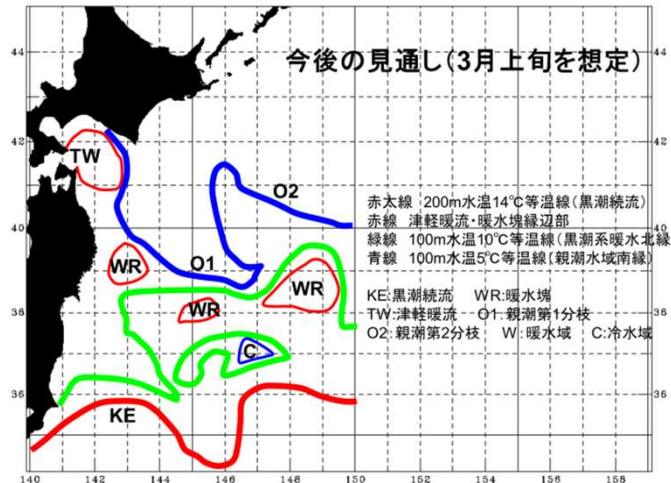 今後の見通し(3月上旬を想定)
44
42
40
38
36
TW
O2
O1
WR
WR
WR
C
KE
赤太線 200m水温14℃等温線(黒潮続流)
赤線 津軽暖流・暖水塊縁辺部
緑線 100m水温10℃等温線(黒潮系暖水北縁
青線 100m水温5℃等温線(親潮水域南縁)
KE:黒潮続流 WR:暖水塊
TW:津軽暖流 O1:親潮第1分枝
O2:親潮第2分枝 W:暖水域 C:冷水域
140 142 144 146 148 150 152 154 156 158